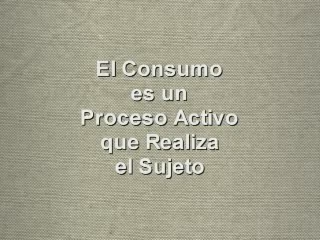 El Consumo
es un
Proceso Activo
que Realiza
el Sujeto